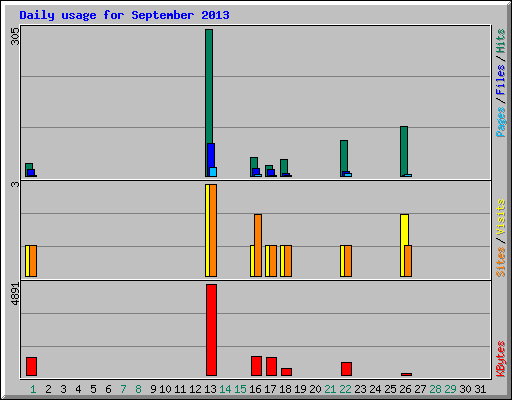 Daily usage for September 2013
305
3
4891
Pages / Files / Hits
Sites / Visits
KBytes
1 2 3 4 5 6 7 8 9 10 11 12 13 14 15 16 17 18 19 20 21 22 23 24 25 26 27 28 29 30 31